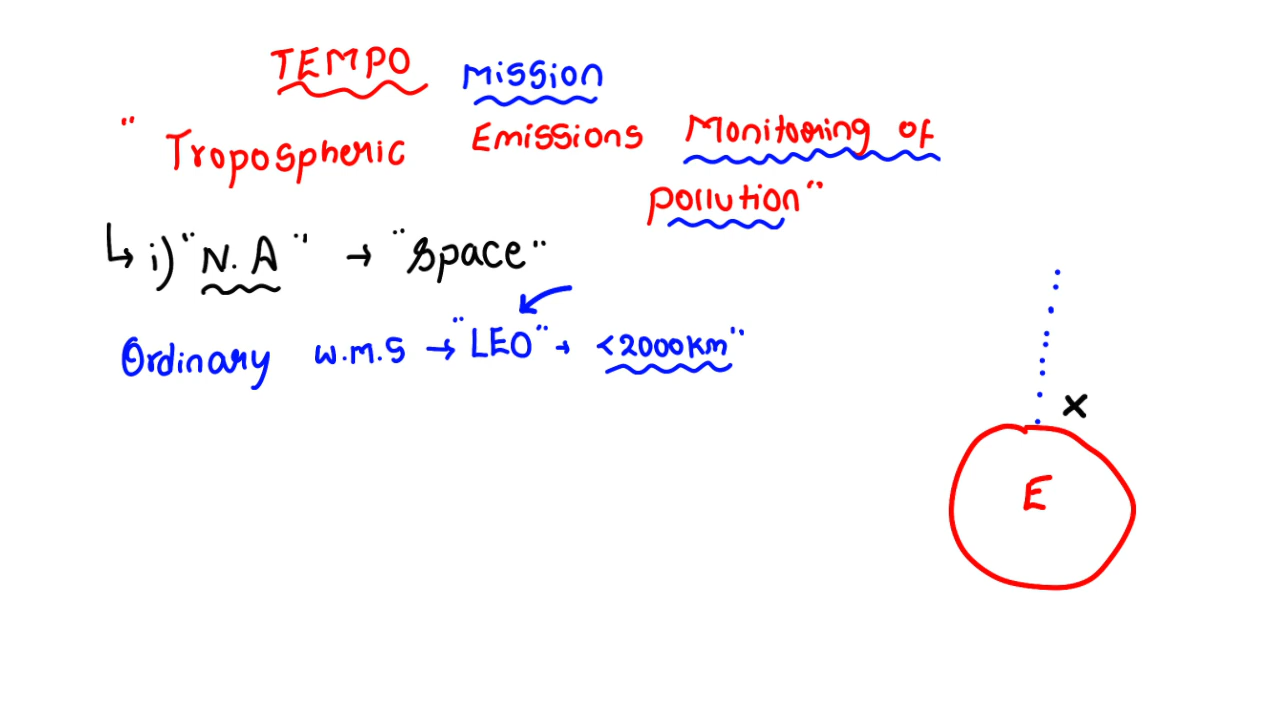 TEMPO Mission
"Tropospheric Emissions Monitoring of
pollution"
↳ i) "N.A" → "Space"
Ordinary W.M.S → "LEO" → <2000km"
x
E